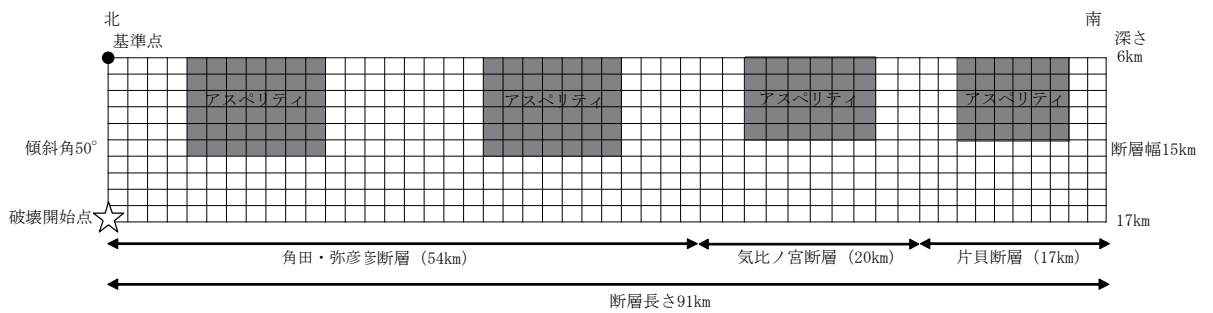 北
南
基準点
深さ
6km
アスペリティ
アスペリティ
アスペリティ
アスペリティ
傾斜角50°
断層幅15km
破壊開始点
17km
角田・弥彦断層 (54km)
気比ノ宮断層 (20km)
片貝断層 (17km)
断層長さ91km